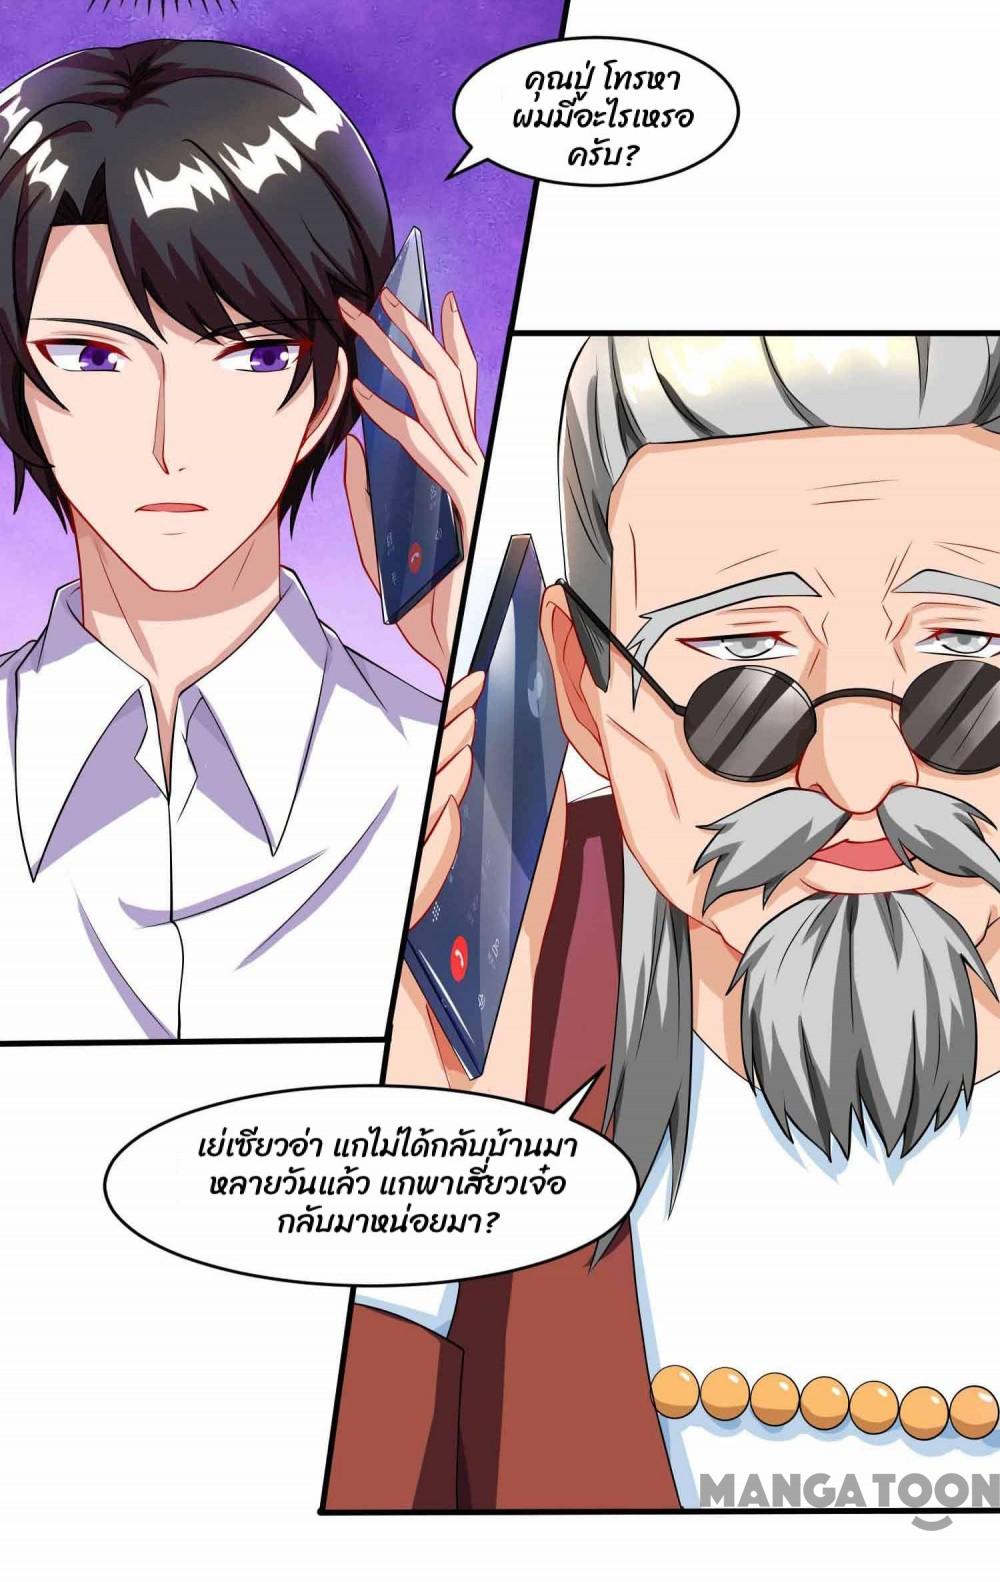 คุณปู่ โทรหา
ผมมีอะไรเหรอ
ครับ?
เย่เซียวอ่า แกไม่ได้กลับบ้านมา
หลายวันแล้ว แกพาเสี่ยวเจ๋อ
กลับมาหน่อยมา?
MANGATOON